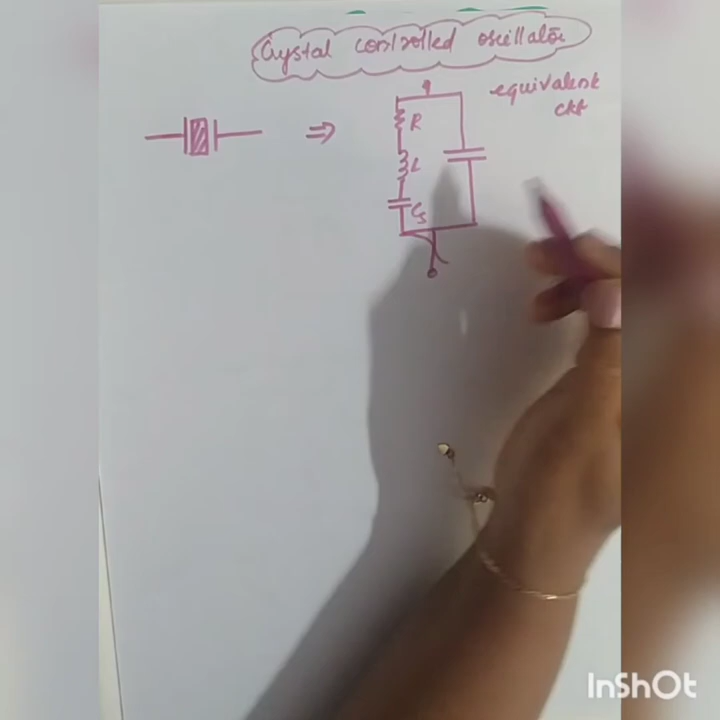 Crystal controlled oscillator
equivalent
ckt
R
L
Cs
InShOt